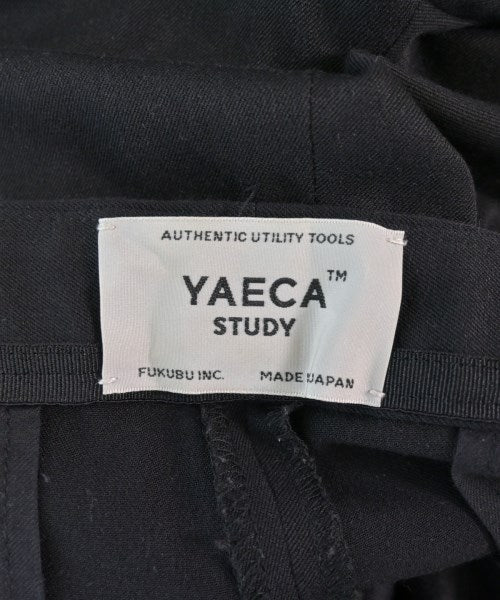 AUTHENTIC UTILITY TOOLS
YAECA™
STUDY
FUKUBU INC. MADE JAPAN